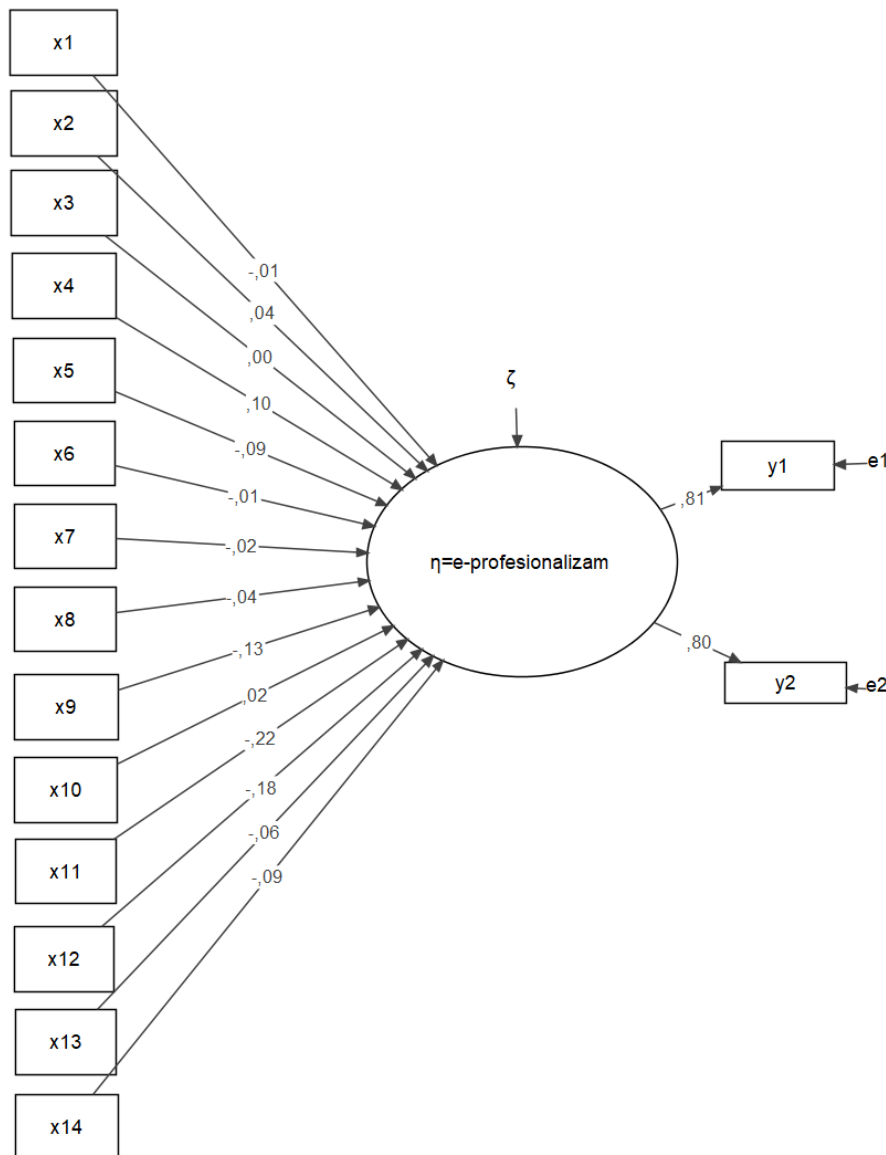 x1
x2
x3
x4
x5
x6
x7
x8
x9
x10
x11
x12
x13
x14
-,01
,04
,00
,10
-,09
-,01
-,02
-,04
-,13
,02
-,22
-,18
-,06
-,09
ζ
η=e-profesionalizam
,81
,80
y1
e1
y2
e2